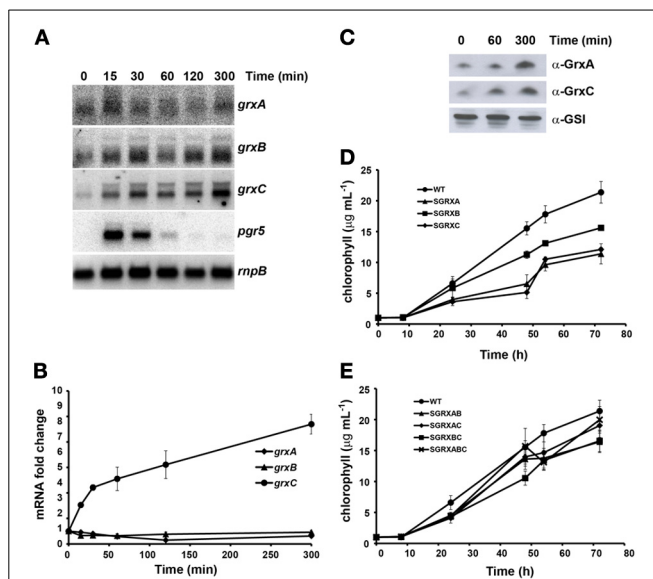 A
0 15 30 60 120 300 Time (min)
grxA
grxB
grxC
pgr5
rnpB
B
mRNA fold change
10
8
7
6
5
4
3
2
1
0
0 50 100 150 200 250 300
Time (min)
grxA
grxB
grxC
C
0 60 300 Time (min)
α-GrxA
α-GrxC
α-GSI
D
chlorophyll (µg mL⁻¹)
25
20
15
10
5
0
0 10 20 30 40 50 60 70 80
Time (h)
WT
SGRXA
SGRXB
SGRXC
E
chlorophyll (µg mL⁻¹)
25
20
15
10
5
0
0 10 20 30 40 50 60 70 80
Time (h)
WT
SGRXAB
SGRXAC
SGRXBC
SGRXABC